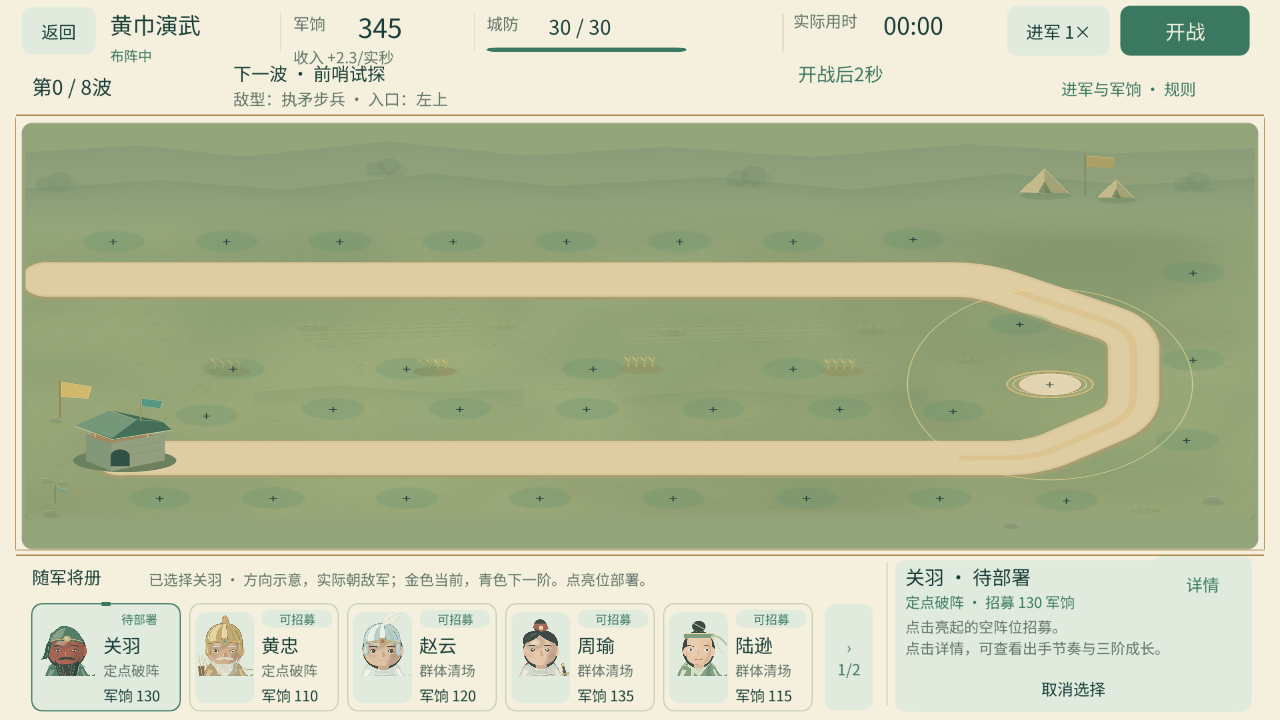 返回
黄巾演武
布阵中
军饷 345
收入 +2.3/实秒
城防 30 / 30
实际用时 00:00
进军 1×
开战
第0 / 8波
下一波 · 前哨试探
敌型：执矛步兵 · 入口：左上
开战后2秒
进军与军饷 · 规则
随军将册
已选择关羽 · 方向示意，实际朝敌军；金色当前，青色下一阶。点亮位部署。
待部署
关羽
定点破阵
军饷 130
可招募
黄忠
定点破阵
军饷 110
可招募
赵云
群体清场
军饷 120
可招募
周瑜
群体清场
军饷 135
可招募
陆逊
群体清场
军饷 115
›
1/2
关羽 · 待部署
详情
定点破阵 · 招募 130 军饷
点击亮起的空阵位招募。
点击详情，可查看出手节奏与三阶成长。
取消选择